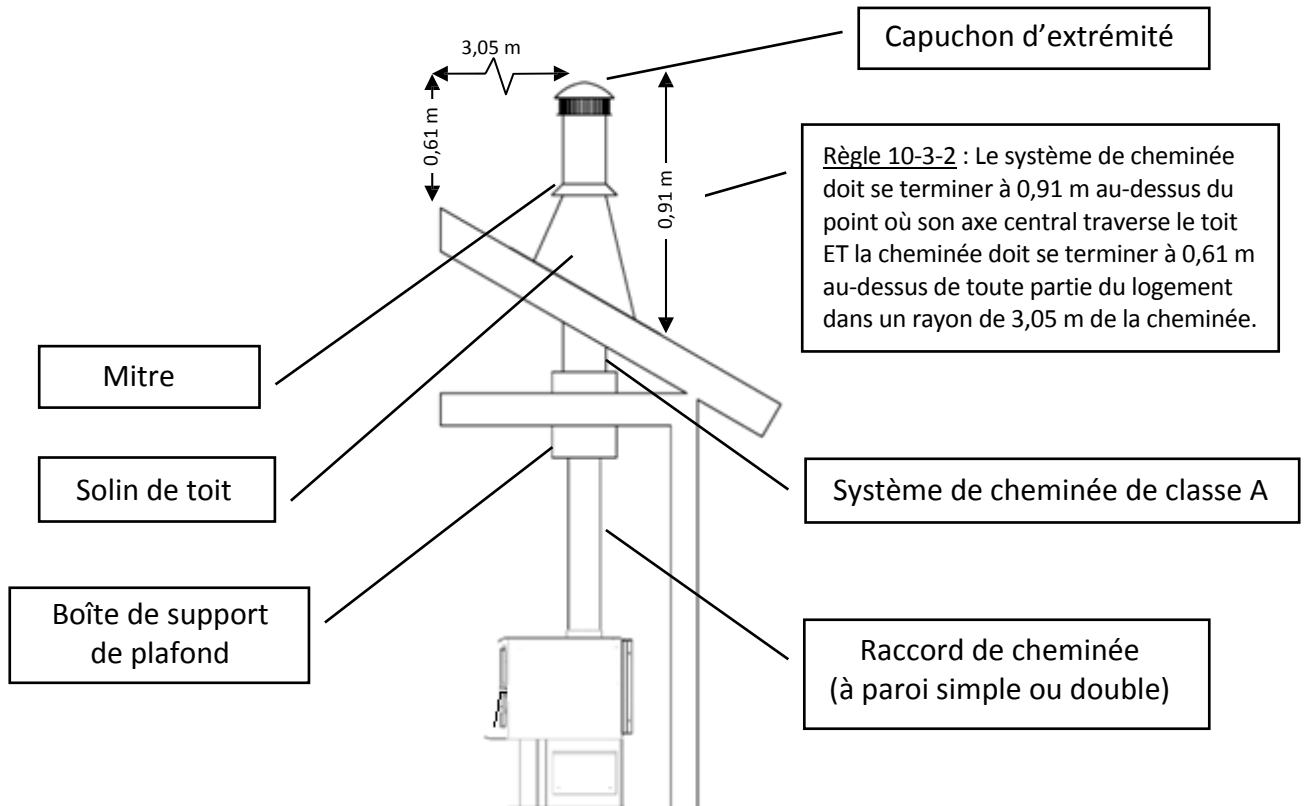 Capuchon d’extrémité
3,05 m
0,61 m
0,91 m
Règle 10-3-2 : Le système de cheminée
doit se terminer à 0,91 m au-dessus du
point où son axe central traverse le toit
ET la cheminée doit se terminer à 0,61 m
au-dessus de toute partie du logement
dans un rayon de 3,05 m de la cheminée.
Mitre
Solin de toit
Système de cheminée de classe A
Boîte de support
de plafond
Raccord de cheminée
(à paroi simple ou double)